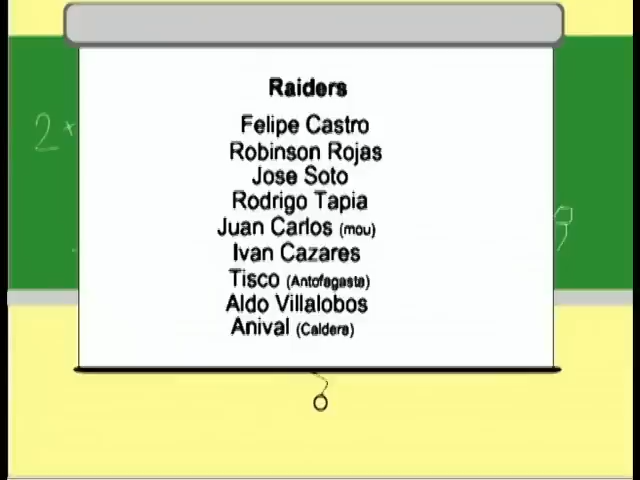 Raiders
Felipe Castro
Robinson Rojas
Jose Soto
Rodrigo Tapia
Juan Carlos (mou)
Ivan Cazares
Tisco (Antofagasta)
Aldo Villalobos
Anival (Caldera)
2*